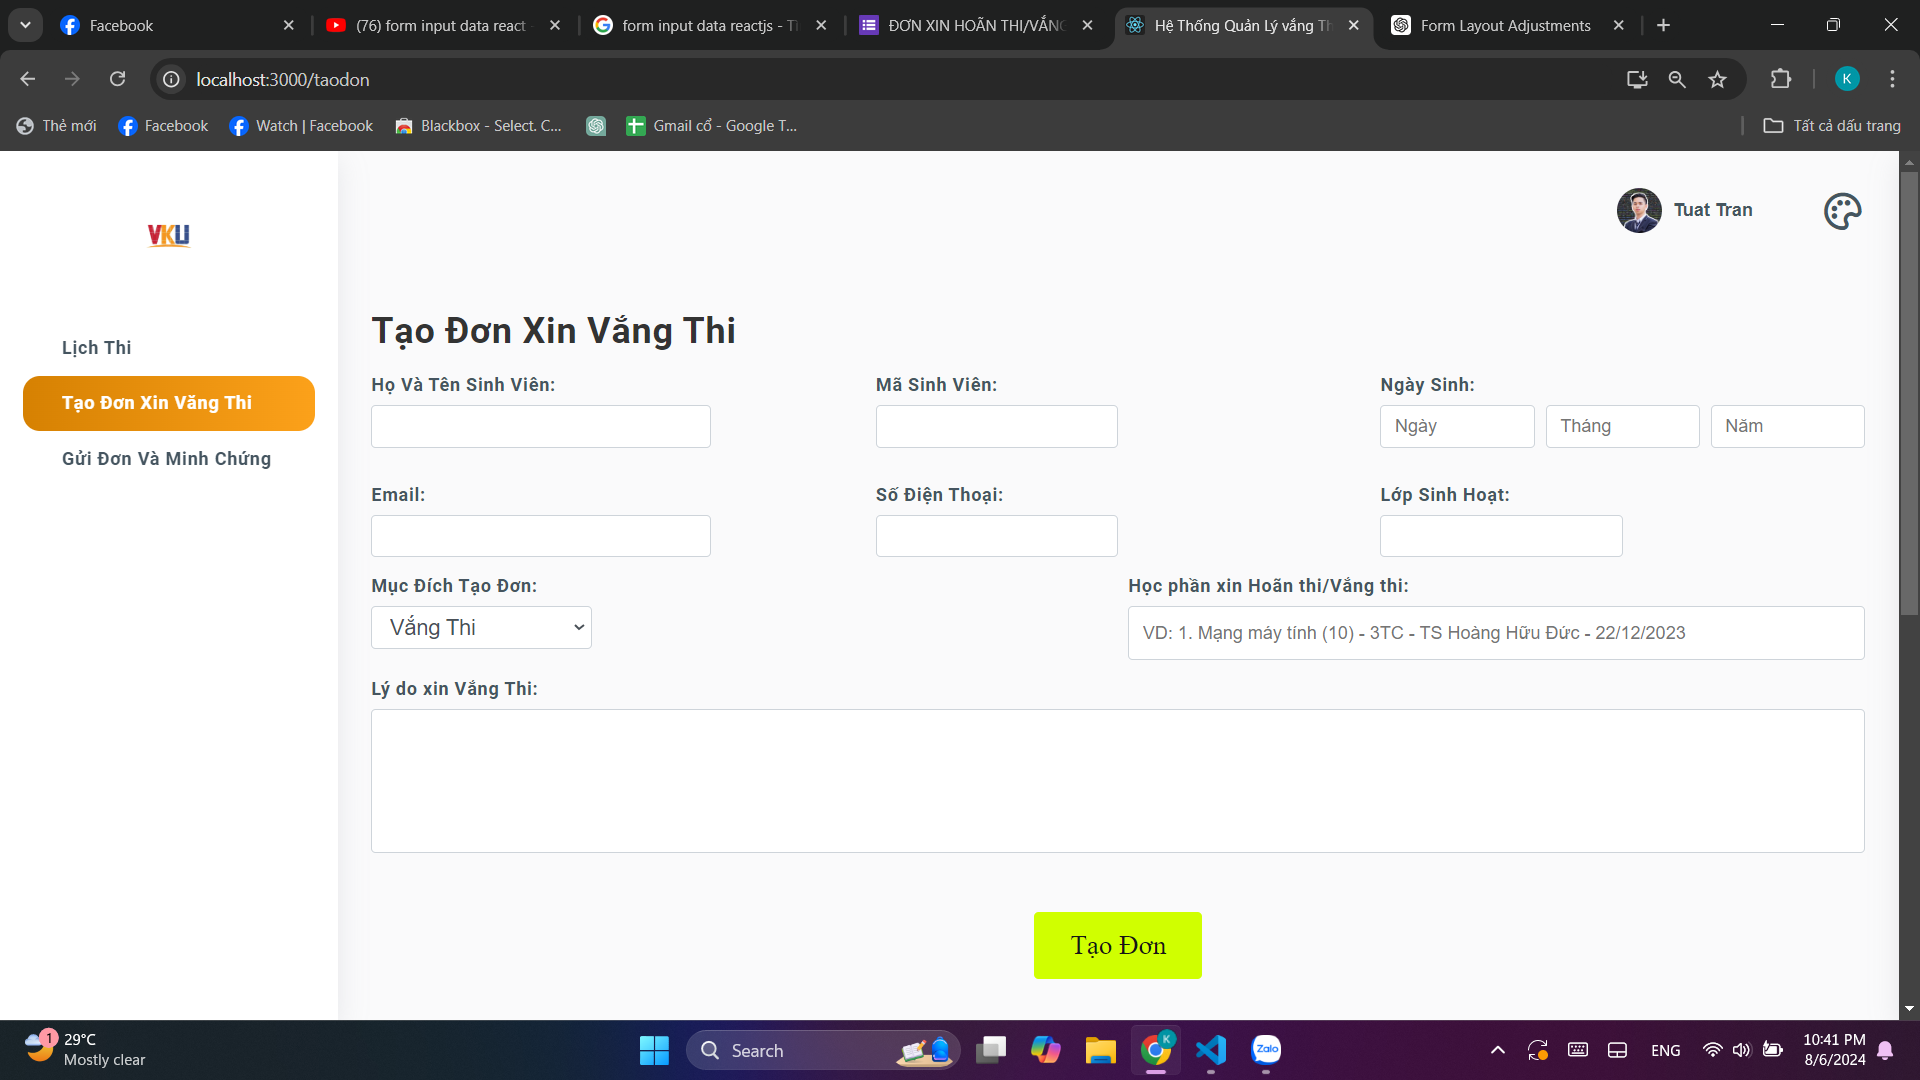 Facebook
(76) form input data react -
form input data reactjs - Tì
ĐƠN XIN HOÃN THI/VẮNG
Hệ Thống Quản Lý vắng Th
Form Layout Adjustments
localhost:3000/taodon
K
Thẻ mới
Facebook
Watch | Facebook
Blackbox - Select. C...
Gmail cổ - Google T...
Tất cả dấu trang
VKU
Tuat Tran
Lịch Thi
Tạo Đơn Xin Văng Thi
Gửi Đơn Và Minh Chứng
Tạo Đơn Xin Vắng Thi
Họ Và Tên Sinh Viên:
Mã Sinh Viên:
Ngày Sinh:
Ngày
Tháng
Năm
Email:
Số Điện Thoại:
Lớp Sinh Hoạt:
Mục Đích Tạo Đơn:
Học phần xin Hoãn thi/Vắng thi:
Vắng Thi
VD: 1. Mạng máy tính (10) - 3TC - TS Hoàng Hữu Đức - 22/12/2023
Lý do xin Vắng Thi:
Tạo Đơn
1
29°C
Mostly clear
Search
K
Zalo
ENG
10:41 PM
8/6/2024